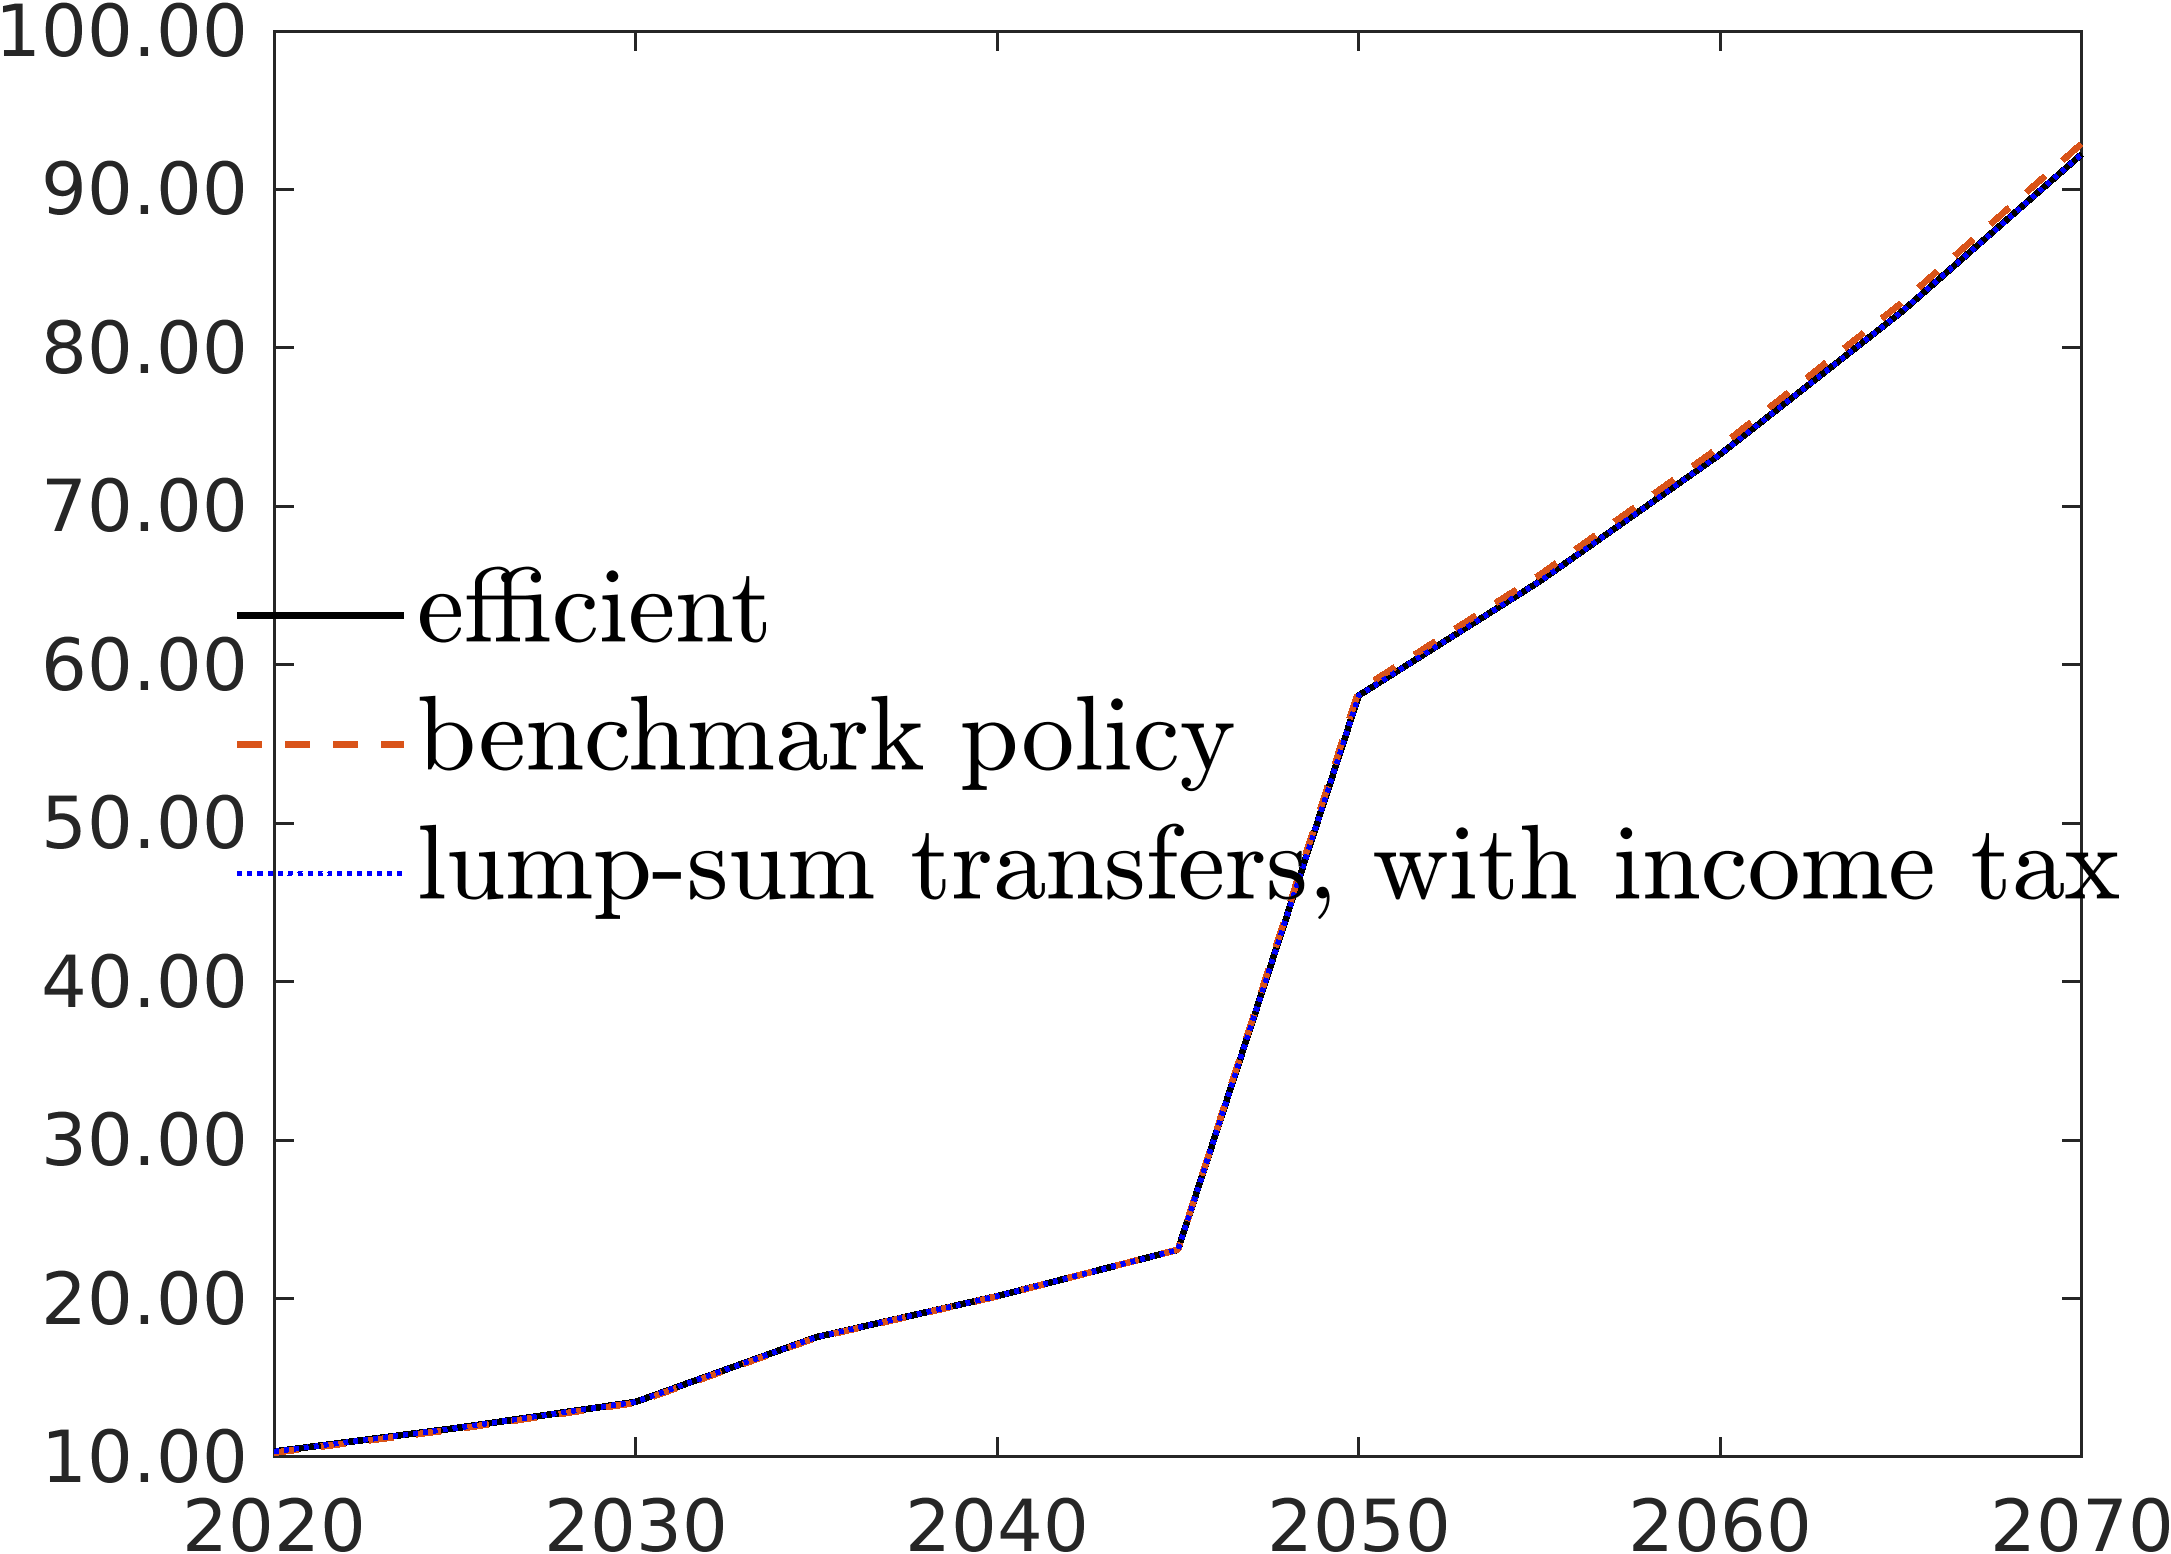 100.00
90.00
80.00
70.00
efficient
60.00
benchmark policy
50.00
lump-sum transfers, with income tax
40.00
30.00
20.00
10.00
2020 2030 2040 2050 2060 2070